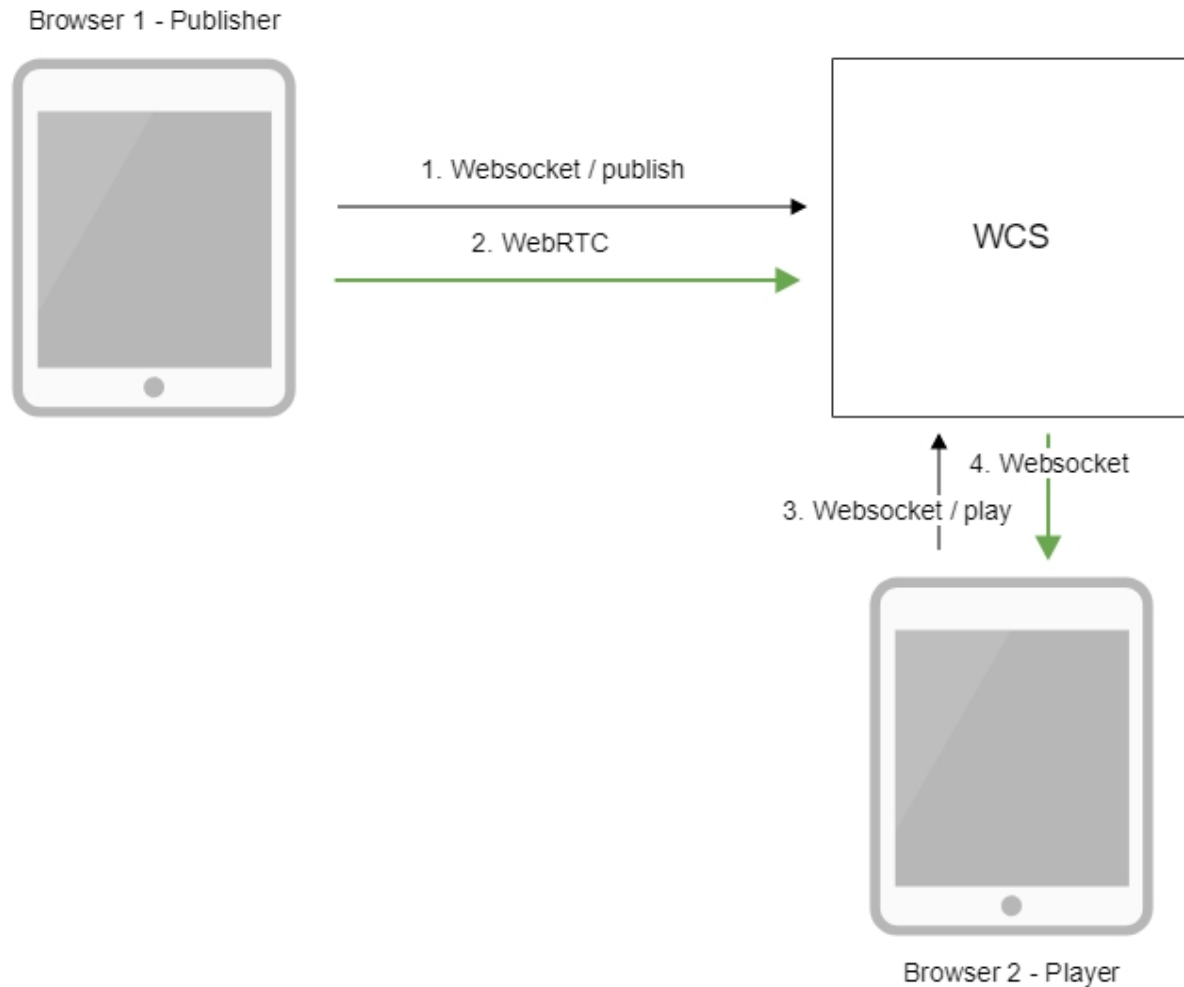 Browser 1 - Publisher
1. Websocket / publish
2. WebRTC
WCS
4. Websocket
3. Websocket / play
Browser 2 - Player